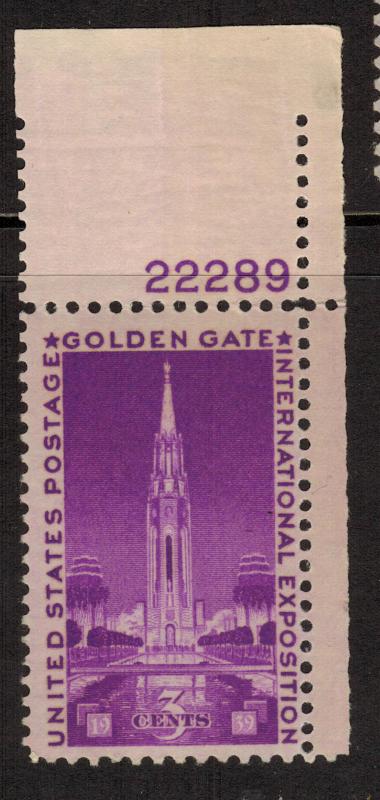 22289
★GOLDEN GATE★
UNITED STATES POSTAGE
INTERNATIONAL EXPOSITION
19 3 39
CENTS